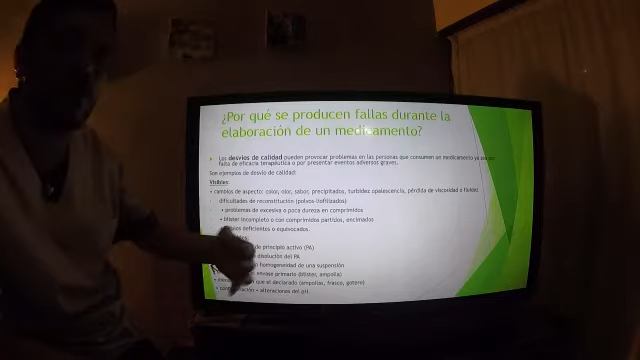 ¿Por qué se producen fallas durante la
elaboración de un medicamento?
Los desvíos de calidad pueden provocar problemas en las personas que consumen un medicamento ya sea por
falta de eficacia terapéutica o por presentar eventos adversos graves.
Son ejemplos de desvío de calidad:
Visibles:
• cambios de aspecto: color, olor, sabor, precipitados, turbidez opalescencia, pérdida de viscosidad o fluidez
dificultades de reconstitución (polvos-liofilizados)
• problemas de excesiva o poca dureza en comprimidos
• blister incompleto o con comprimidos partidos, encimados
deficientes o equivocados.
de principio activo (PA)
disolución del PA
homogeneidad de una suspensión
envase primario (blister, ampolla)
que el declarado (ampollas, frasco, gotero)
• alteraciones del pH.